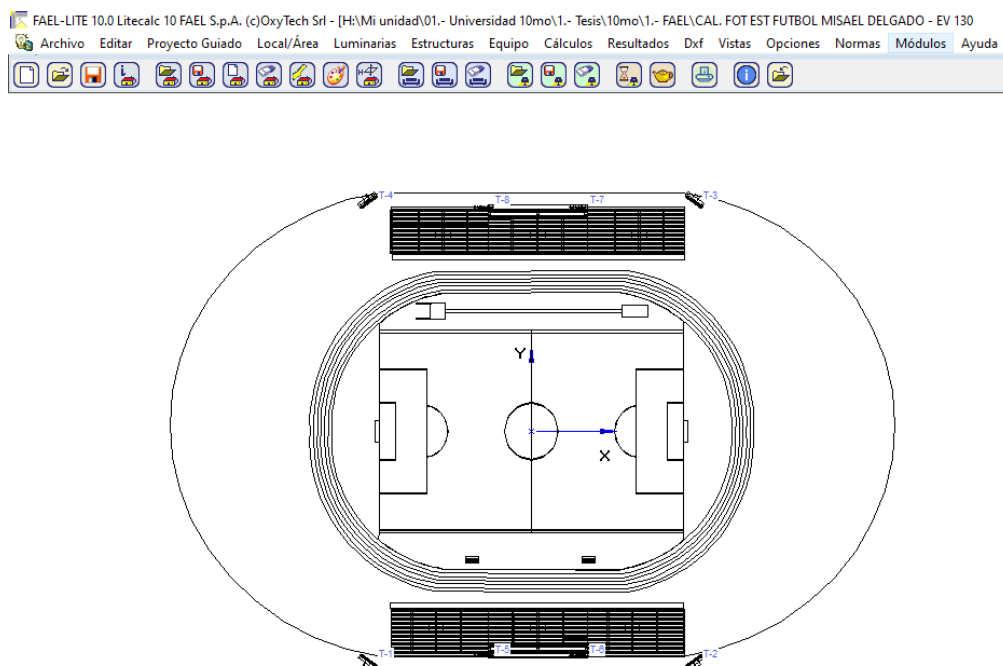 FAEL-LITE 10.0 Litecalc 10 FAEL S.p.A. (c)OxyTech Srl - [H:\Mi unidad\01.- Universidad 10mo\1.- Tesis\10mo\1.- FAEL\CAL. FOT EST FUTBOL MISAEL DELGADO - EV 130
Archivo Editar Proyecto Guiado Local/Área Luminarias Estructuras Equipo Cálculos Resultados Dxf Vistas Opciones Normas Módulos Ayuda
T-4 T-8 T-7 T-3
Y
X
T-1 T-5 T-6 T-2